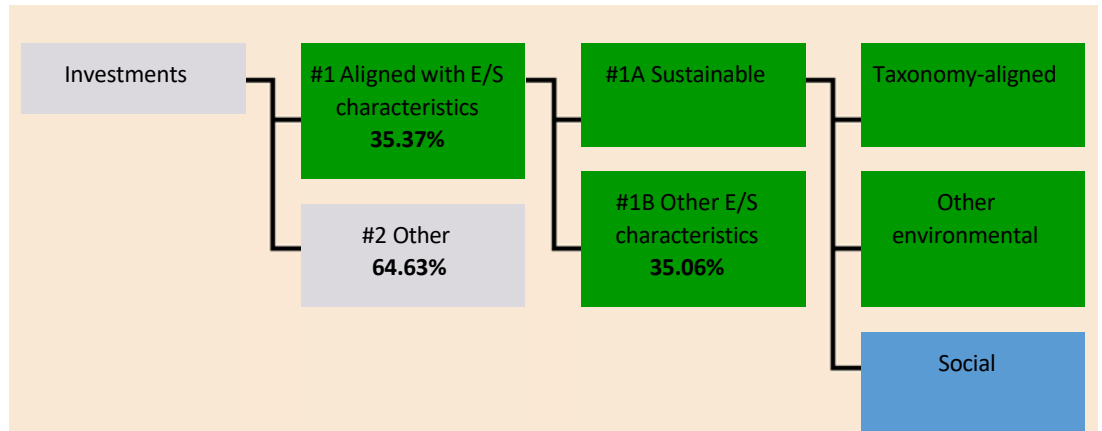 Investments
#1 Aligned with E/S
characteristics
35.37%
#2 Other
64.63%
#1A Sustainable
#1B Other E/S
characteristics
35.06%
Taxonomy-aligned
Other
environmental
Social